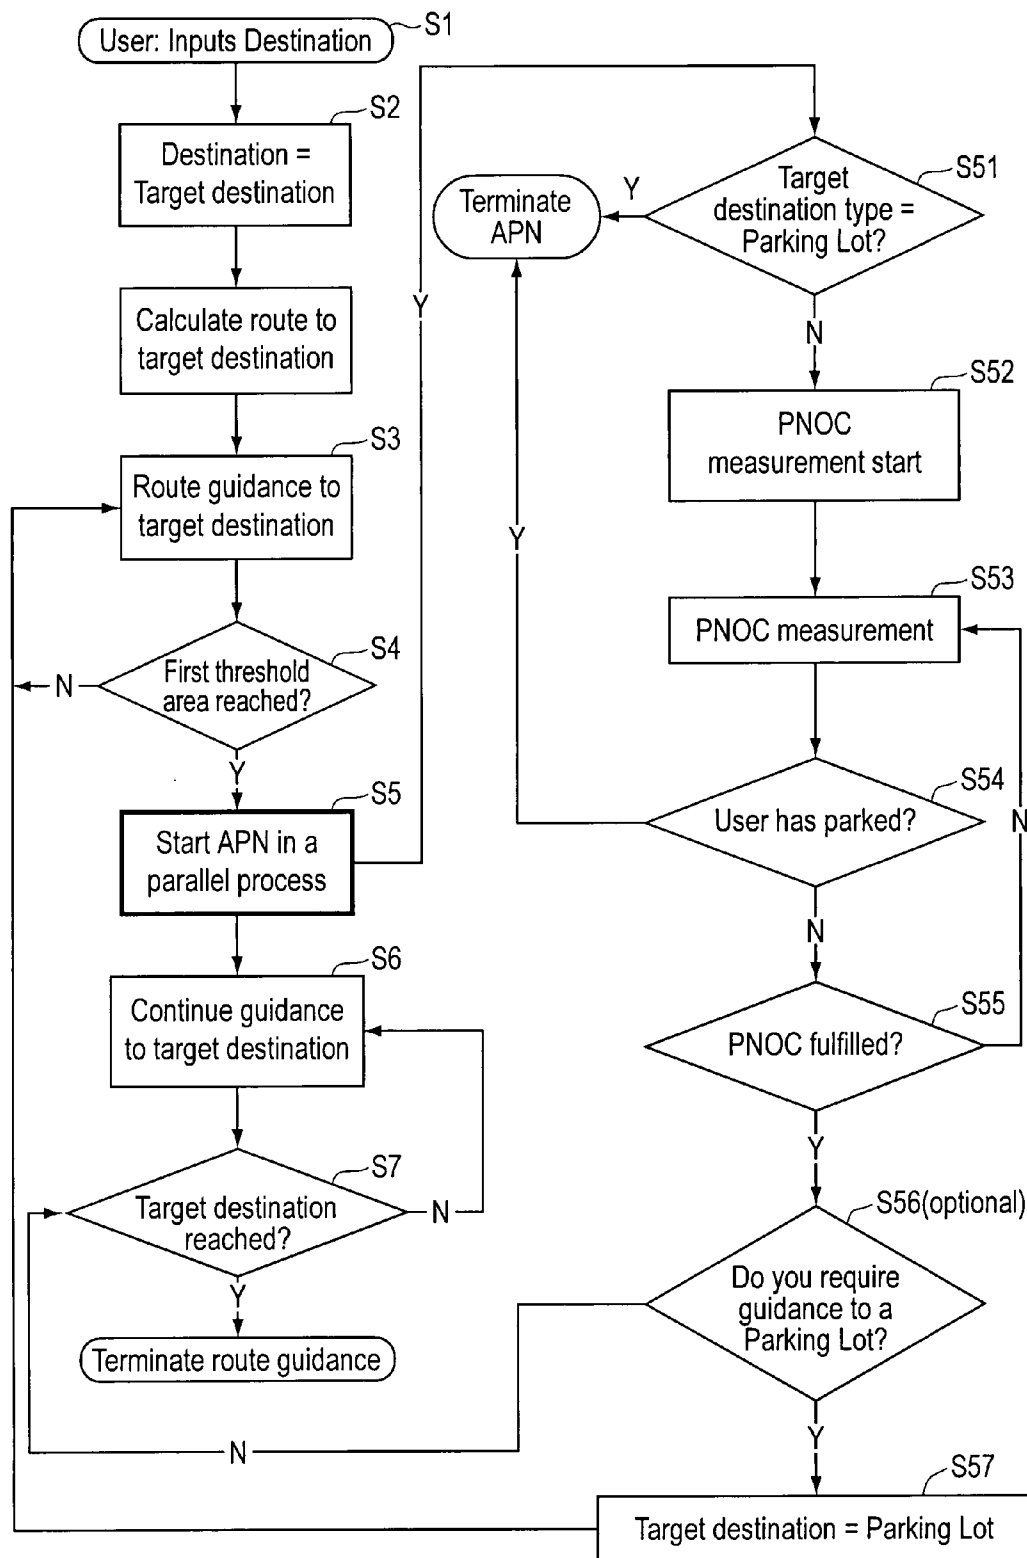 User: Inputs Destination
S1
S2
Destination =
Target destination
Calculate route to
target destination
S3
Route guidance to
target destination
S4
First threshold
area reached?
N
Y
S5
Start APN in a
parallel process
Y
S6
Continue guidance
to target destination
S7
Target destination
reached?
N
Y
Terminate route guidance
Terminate
APN
Y
S51
Target
destination type =
Parking Lot?
N
S52
PNOC
measurement start
S53
PNOC measurement
Y
S54
User has parked?
N
N
S55
PNOC fulfilled?
Y
S56(optional)
Do you require
guidance to a
Parking Lot?
N
Y
S57
Target destination = Parking Lot